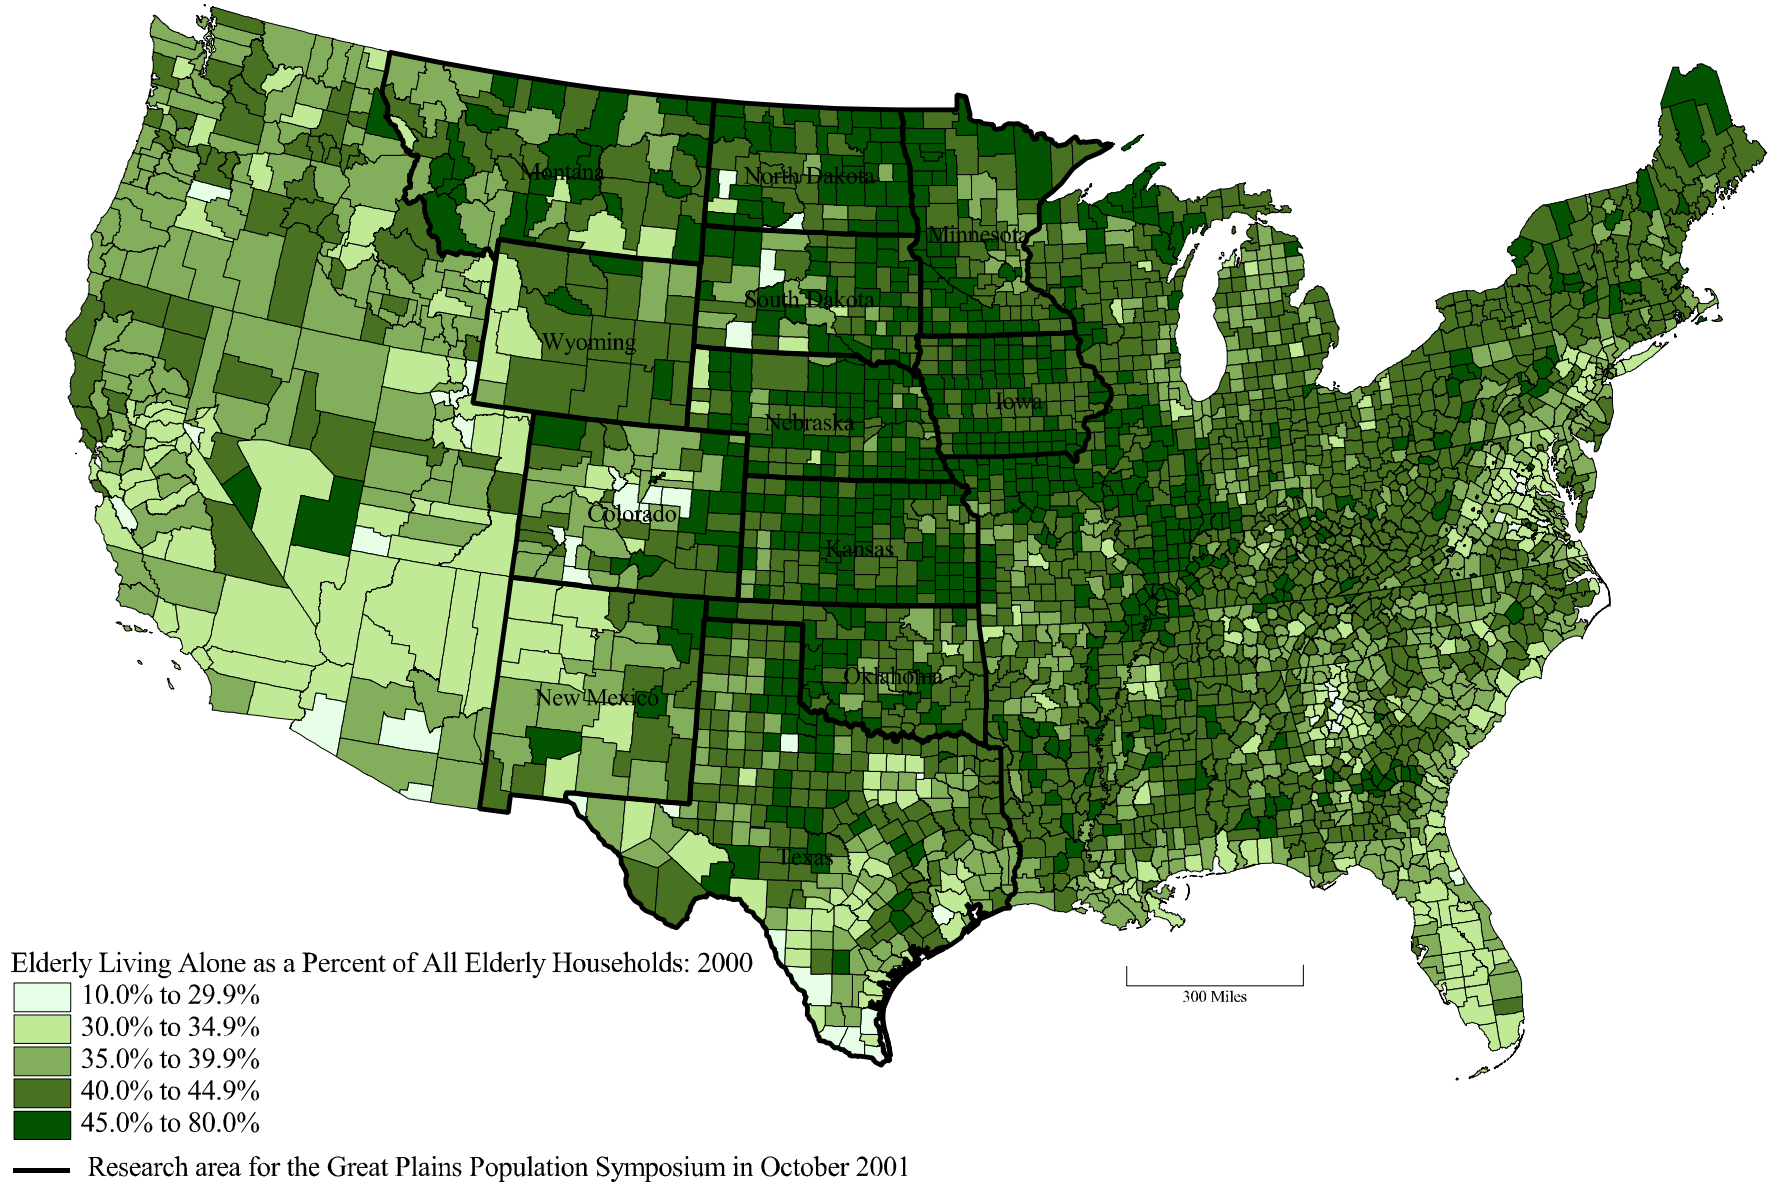 Montana
North Dakota
Minnesota
South Dakota
Wyoming
Iowa
Nebraska
Colorado
Kansas
Oklahoma
New Mexico
Texas
Elderly Living Alone as a Percent of All Elderly Households: 2000
10.0% to 29.9%
30.0% to 34.9%
35.0% to 39.9%
40.0% to 44.9%
45.0% to 80.0%
Research area for the Great Plains Population Symposium in October 2001
300 Miles